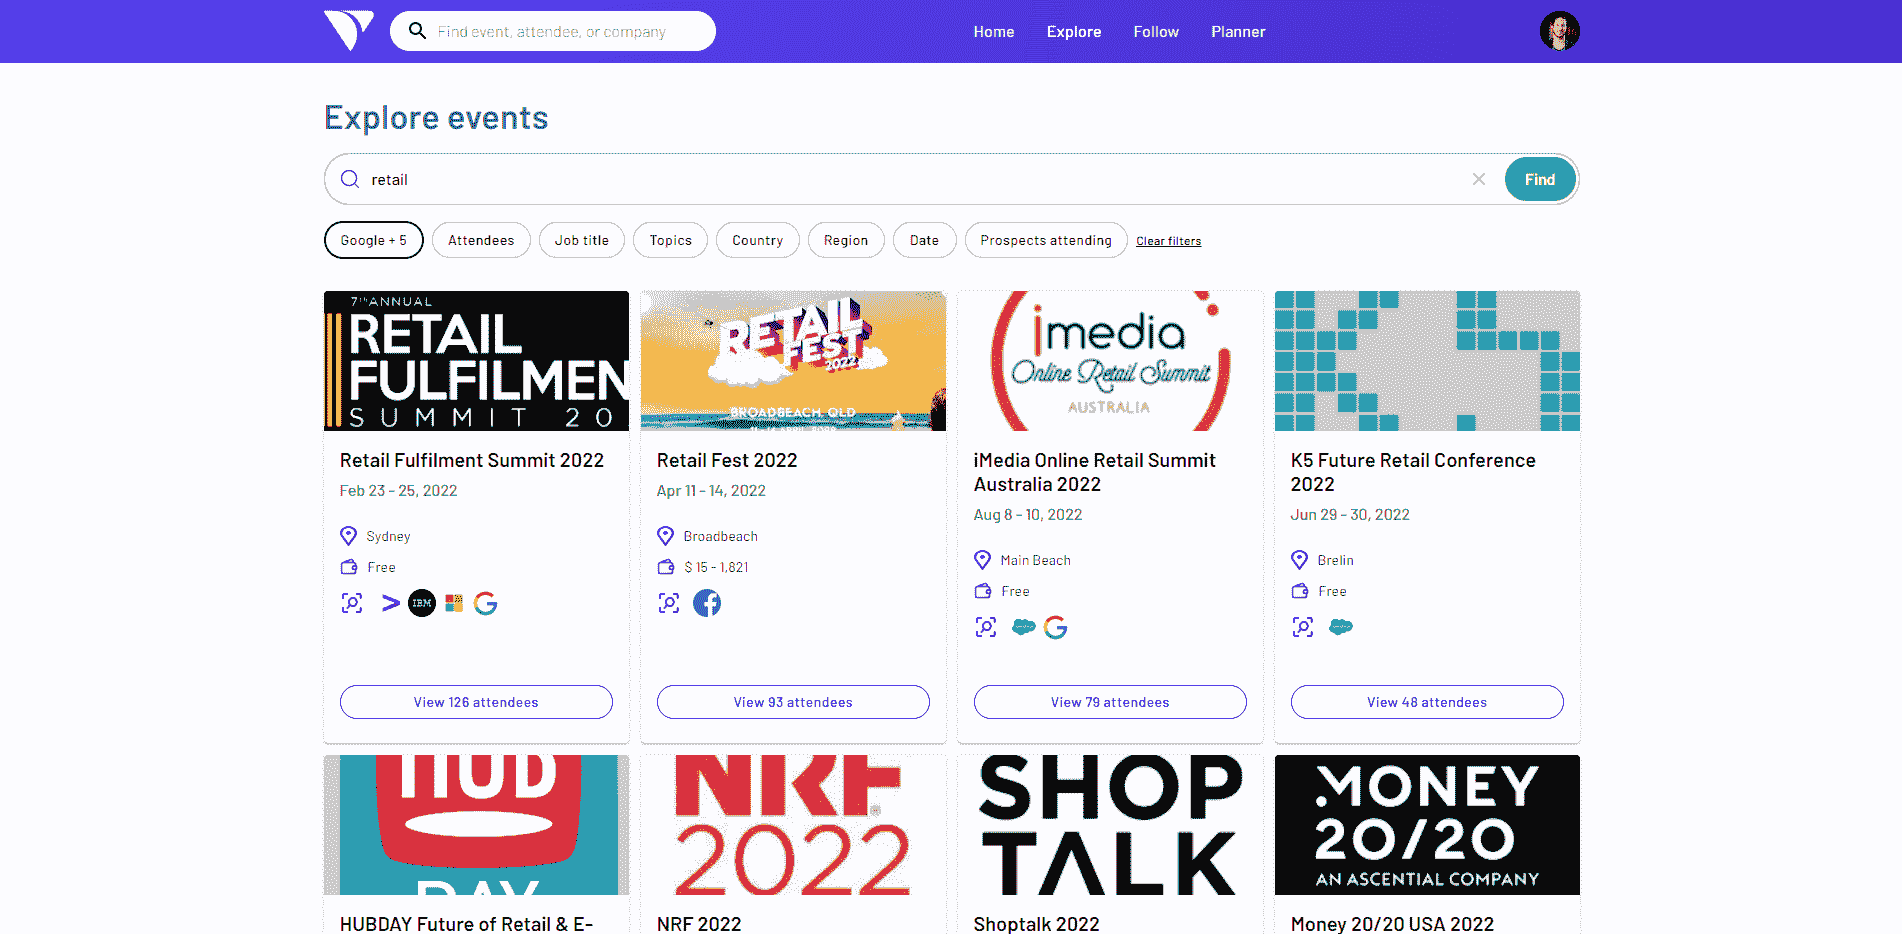 Find event, attendee, or company
Home
Explore
Follow
Planner
Explore events
retail
Find
Google + 5
Attendees
Job title
Topics
Country
Region
Date
Prospects attending
Clear filters
7th ANNUAL
RETAIL
FULFILMEN
SUMMIT 20
Retail Fulfilment Summit 2022
Feb 23 - 25, 2022
Sydney
Free
IBM
View 126 attendees
RETAIL
FEST
2022
BROADBEACH, QLD
Retail Fest 2022
Apr 11 - 14, 2022
Broadbeach
$ 15 - 1,821
View 93 attendees
imedia
Online Retail Summit
AUSTRALIA
iMedia Online Retail Summit
Australia 2022
Aug 8 - 10, 2022
Main Beach
Free
View 79 attendees
K5 Future Retail Conference
2022
Jun 29 - 30, 2022
Brelin
Free
View 48 attendees
HUB
DAY
HUBDAY Future of Retail & E-
NRF
2022
NRF 2022
SHOP
TALK
Shoptalk 2022
MONEY
20/20
AN ASCENTIAL COMPANY
Money 20/20 USA 2022